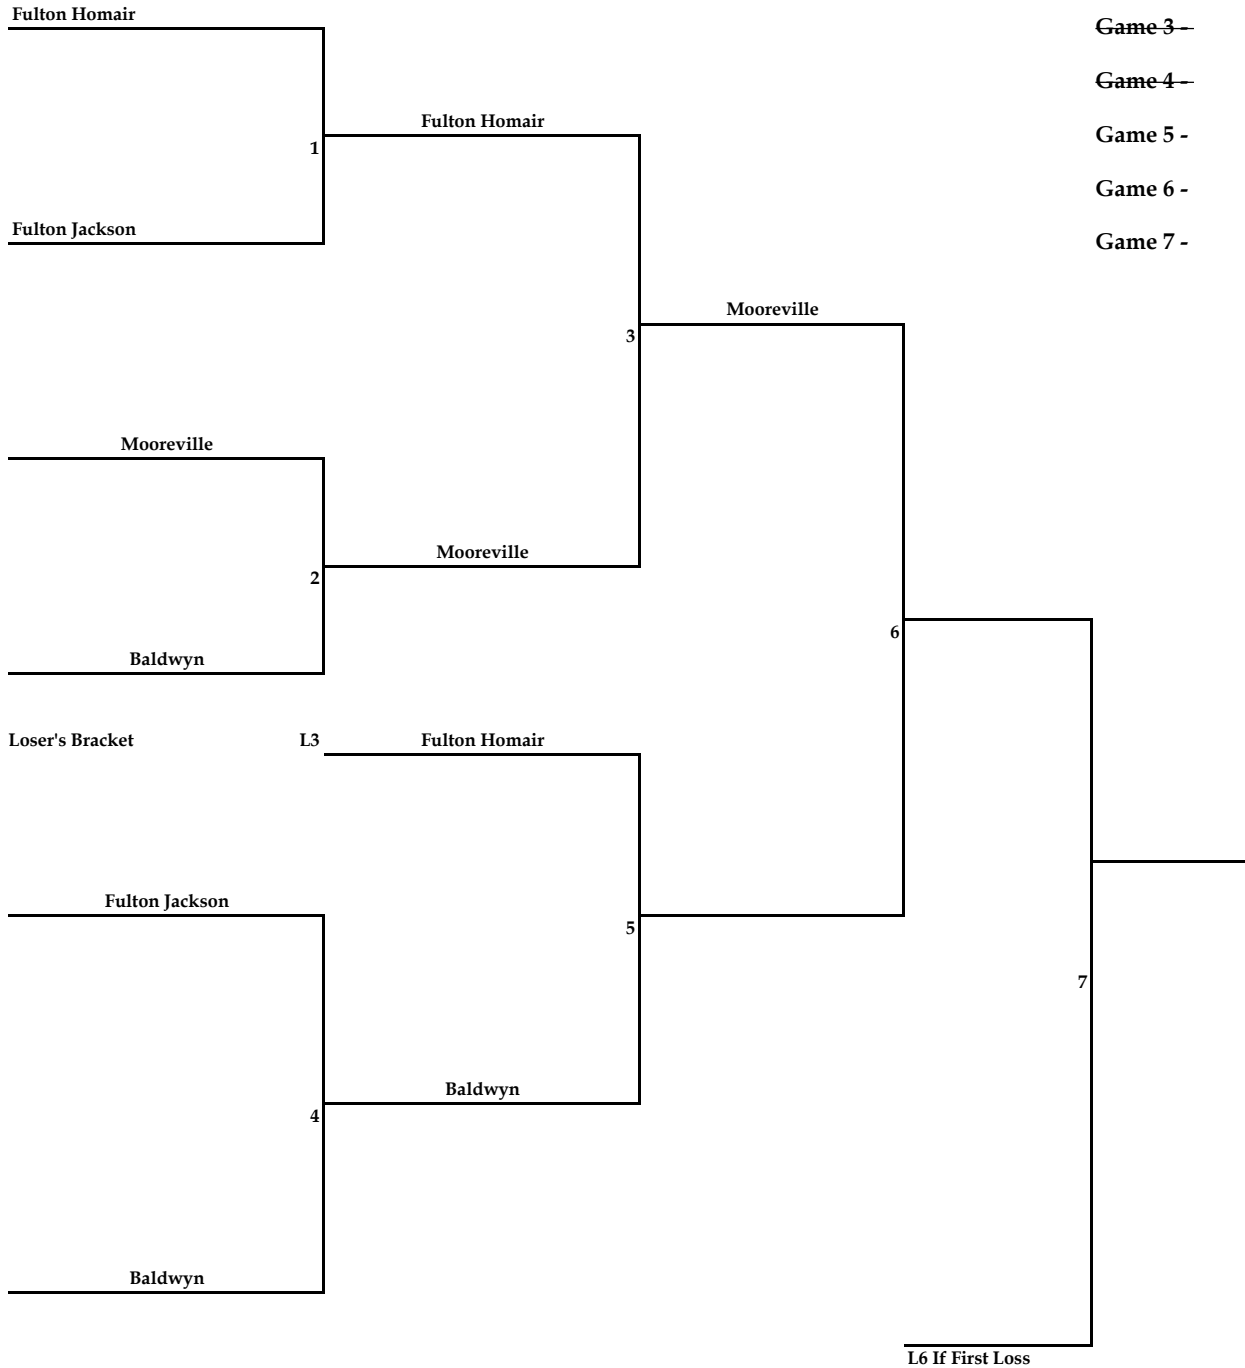 Fulton Homair
Game 3 -
Game 4 -
Fulton Homair
Game 5 -
1
Game 6 -
Fulton Jackson
Game 7 -
Mooreville
3
Mooreville
Mooreville
2
6
Baldwyn
Loser's Bracket L3 Fulton Homair
Fulton Jackson
5
7
Baldwyn
4
Baldwyn
L6 If First Loss